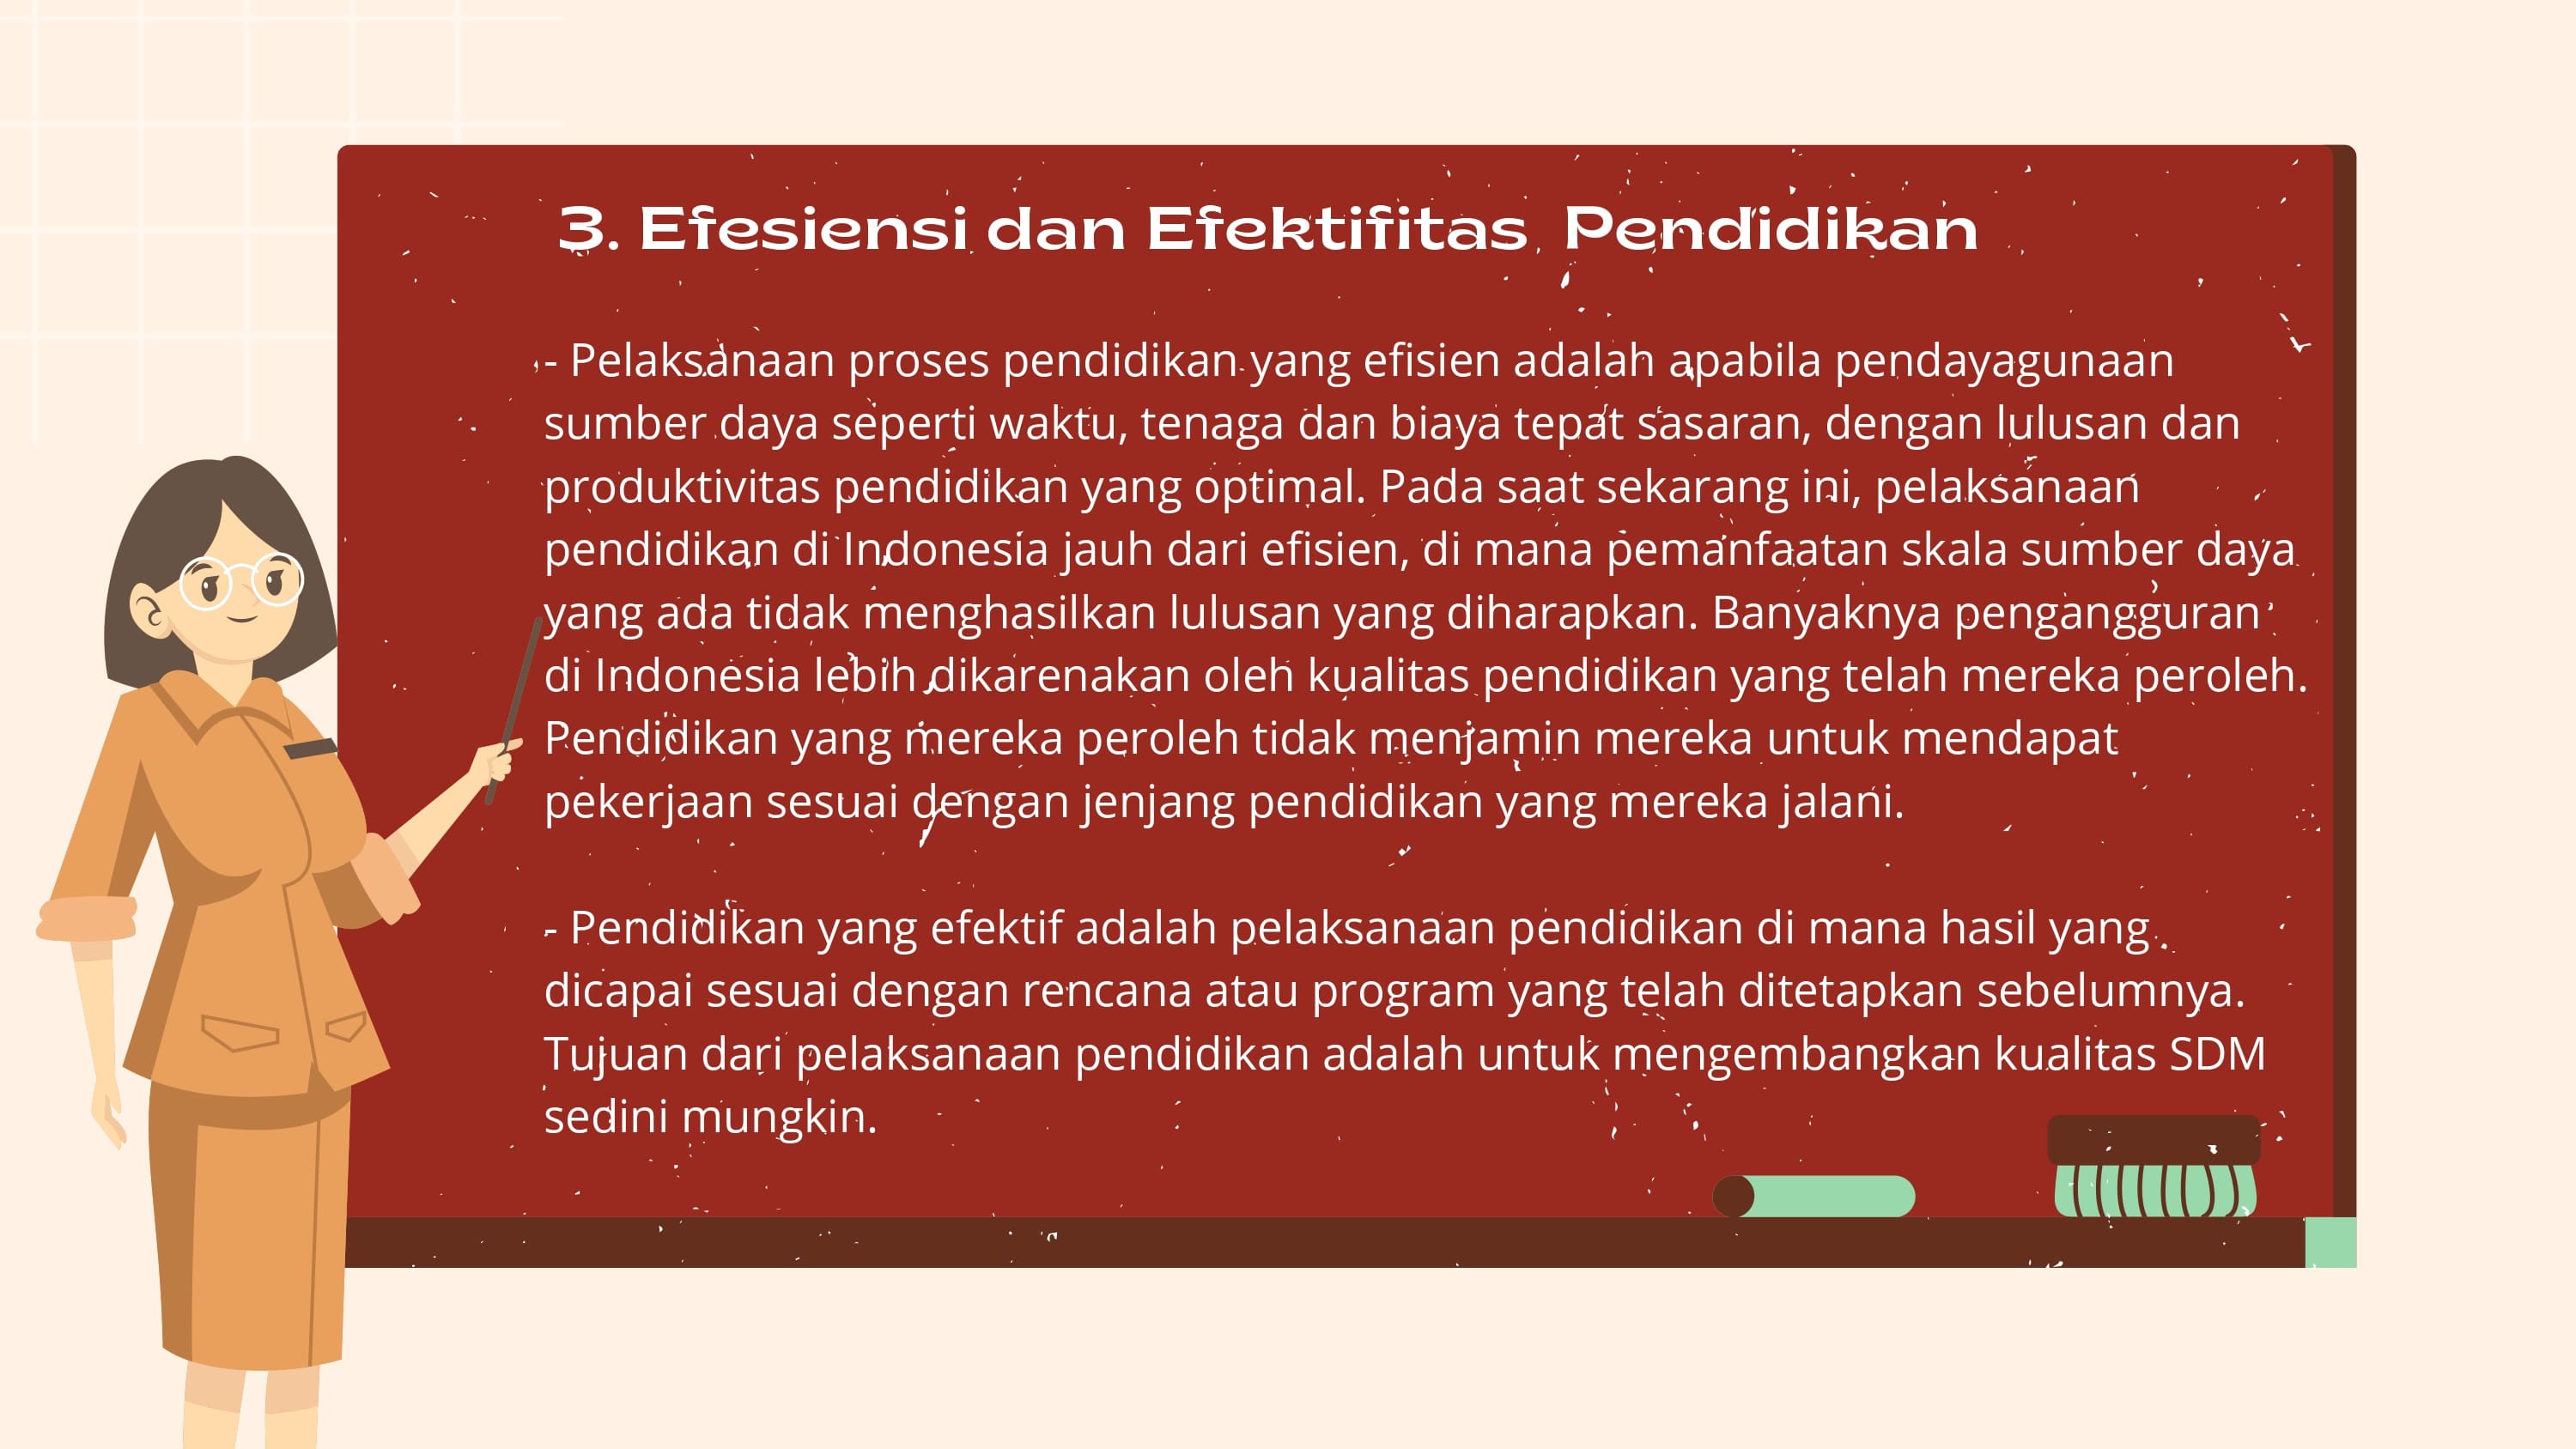 3. Efesiensi dan Efektifitas Pendidikan
- Pelaksanaan proses pendidikan yang efisien adalah apabila pendayagunaan
sumber daya seperti waktu, tenaga dan biaya tepat sasaran, dengan lulusan dan
produktivitas pendidikan yang optimal. Pada saat sekarang ini, pelaksanaan
pendidikan di Indonesia jauh dari efisien, di mana pemanfaatan skala sumber daya
yang ada tidak menghasilkan lulusan yang diharapkan. Banyaknya pengangguran
di Indonesia lebih dikarenakan oleh kualitas pendidikan yang telah mereka peroleh.
Pendidikan yang mereka peroleh tidak menjamin mereka untuk mendapat
pekerjaan sesuai dengan jenjang pendidikan yang mereka jalani.
- Pendidikan yang efektif adalah pelaksanaan pendidikan di mana hasil yang
dicapai sesuai dengan rencana atau program yang telah ditetapkan sebelumnya.
Tujuan dari pelaksanaan pendidikan adalah untuk mengembangkan kualitas SDM
sedini mungkin.